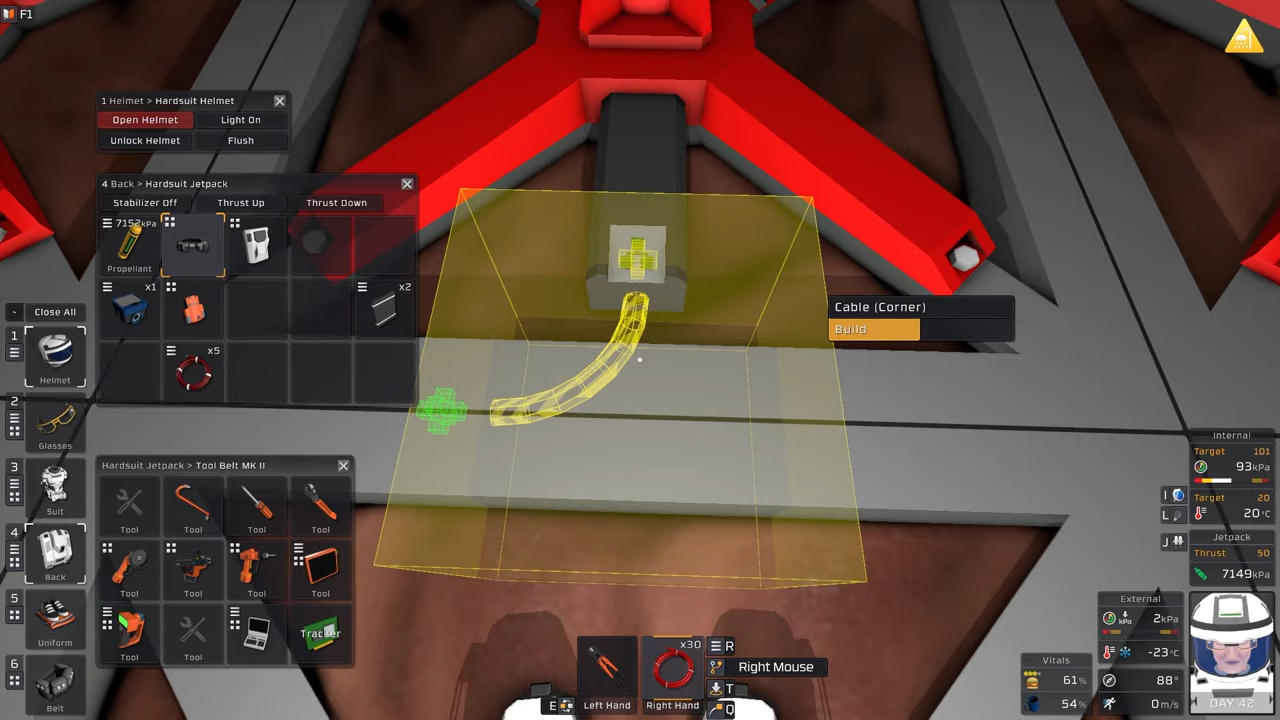 F1
1 Helmet > Hardsuit Helmet
Open Helmet
Light On
Unlock Helmet
Flush
4 Back > Hardsuit Jetpack
Stabilizer Off
Thrust Up
Thrust Down
7152kPa
Propellant
x1
x2
x5
Close All
1
Helmet
2
Glasses
3
Suit
4
Back
5
Uniform
6
Belt
Hardsuit Jetpack > Tool Belt MK II
Tool
Tool
Tool
Tool
Tool
Tool
Tool
Tool
Tool
Tool
Tracker
Cable (Corner)
Build
E
Left Hand
x30
Right Hand
R
Right Mouse
T
Q
Internal
Target 101
93kPa
Target 20
20°C
I
L
J
Jetpack
Thrust 50
7149kPa
External
kPa
2kPa
-23°C
88°
0m/s
Vitals
61%
54%
DAY 42